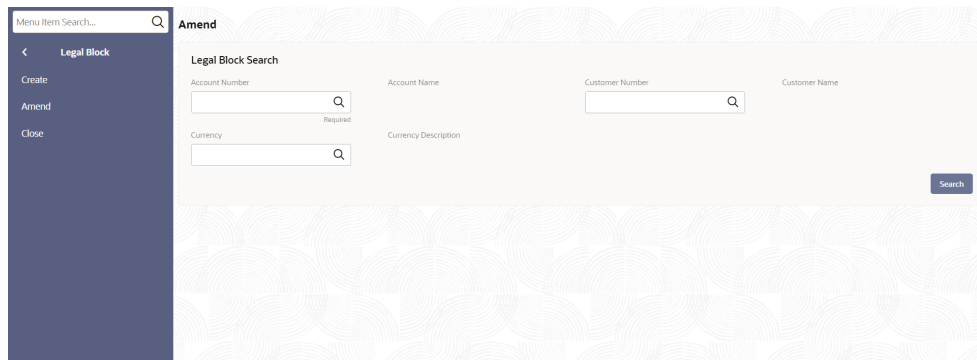 Menu Item Search...
Amend
Legal Block
Create
Amend
Close
Legal Block Search
Account Number
Account Name
Customer Number
Customer Name
Required
Currency
Currency Description
Search